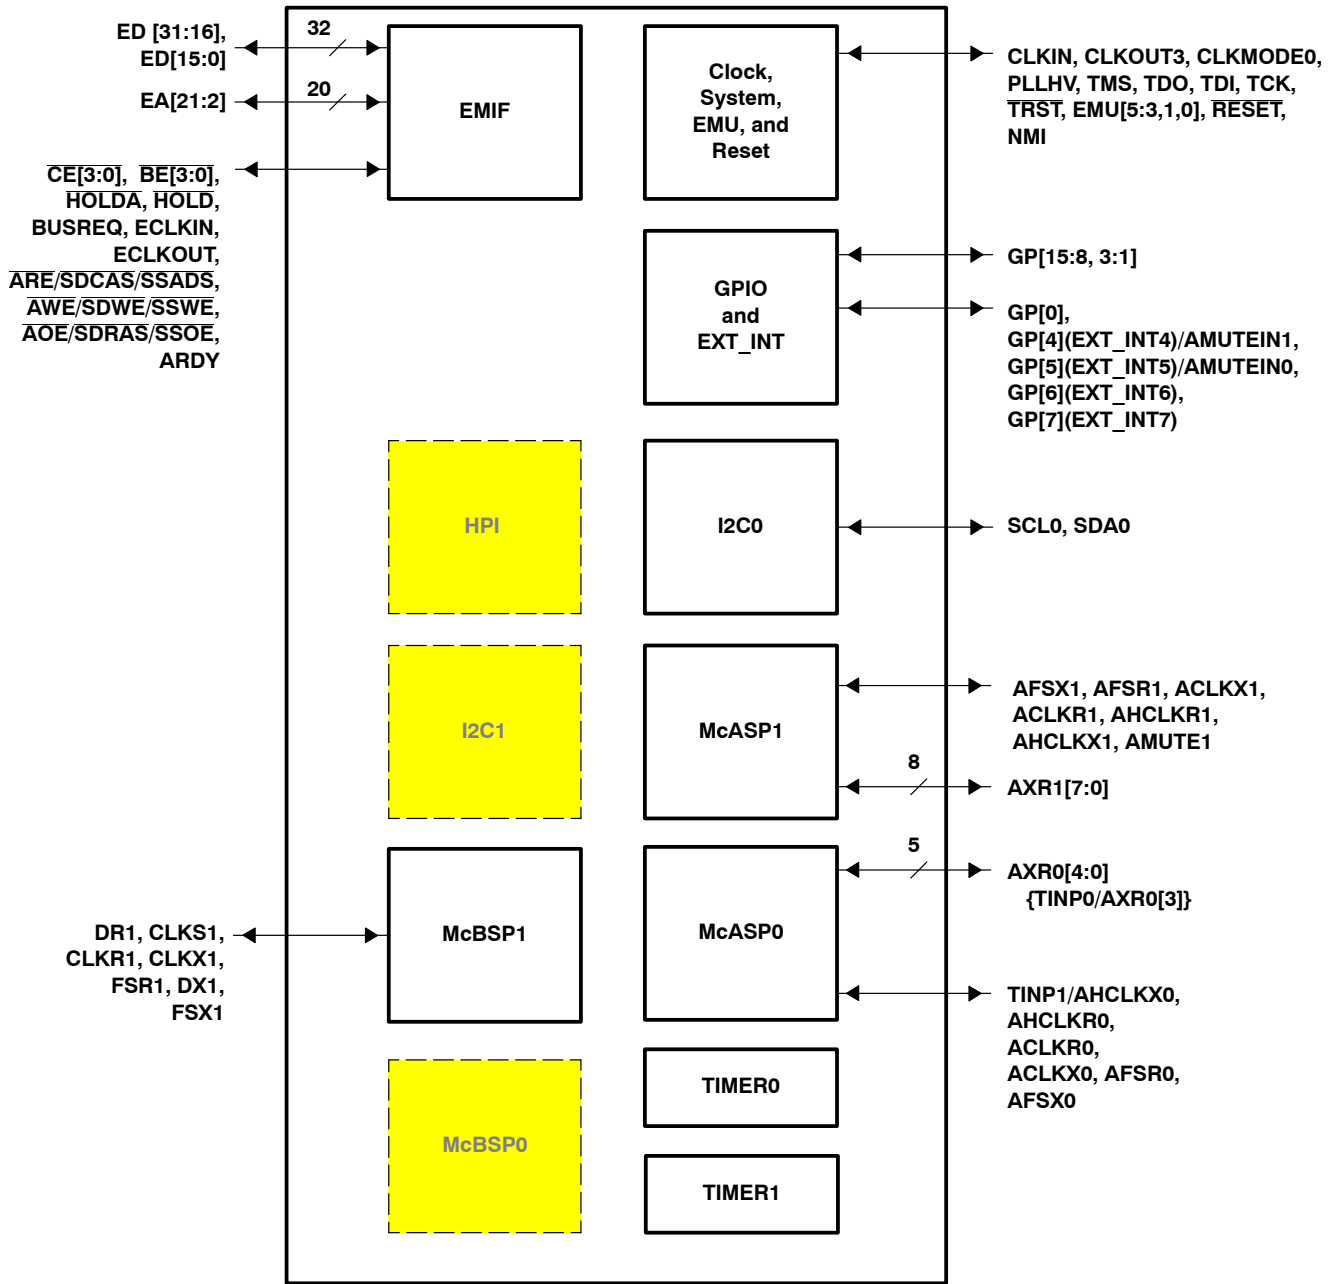 ED [31:16],
ED[15:0]
32
EA[21:2]
20
CE[3:0], BE[3:0],
HOLDA, HOLD,
BUSREQ, ECLKIN,
ECLKOUT,
ARE/SDCAS/SSADS,
AWE/SDWE/SSWE,
AOE/SDRAS/SSOE,
ARDY
EMIF
Clock,
System,
EMU, and
Reset
CLKIN, CLKOUT3, CLKMODE0,
PLLHV, TMS, TDO, TDI, TCK,
TRST, EMU[5:3,1,0], RESET,
NMI
GPIO
and
EXT_INT
GP[15:8, 3:1]
GP[0],
GP[4](EXT_INT4)/AMUTEIN1,
GP[5](EXT_INT5)/AMUTEIN0,
GP[6](EXT_INT6),
GP[7](EXT_INT7)
HPI
I2C0
SCL0, SDA0
I2C1
McASP1
AFSX1, AFSR1, ACLKX1,
ACLKR1, AHCLKR1,
AHCLKX1, AMUTE1
8
AXR1[7:0]
DR1, CLKS1,
CLKR1, CLKX1,
FSR1, DX1,
FSX1
McBSP1
McASP0
5
AXR0[4:0]
{TINP0/AXR0[3]}
TINP1/AHCLKX0,
AHCLKR0,
ACLKR0,
ACLKX0, AFSR0,
AFSX0
McBSP0
TIMER0
TIMER1